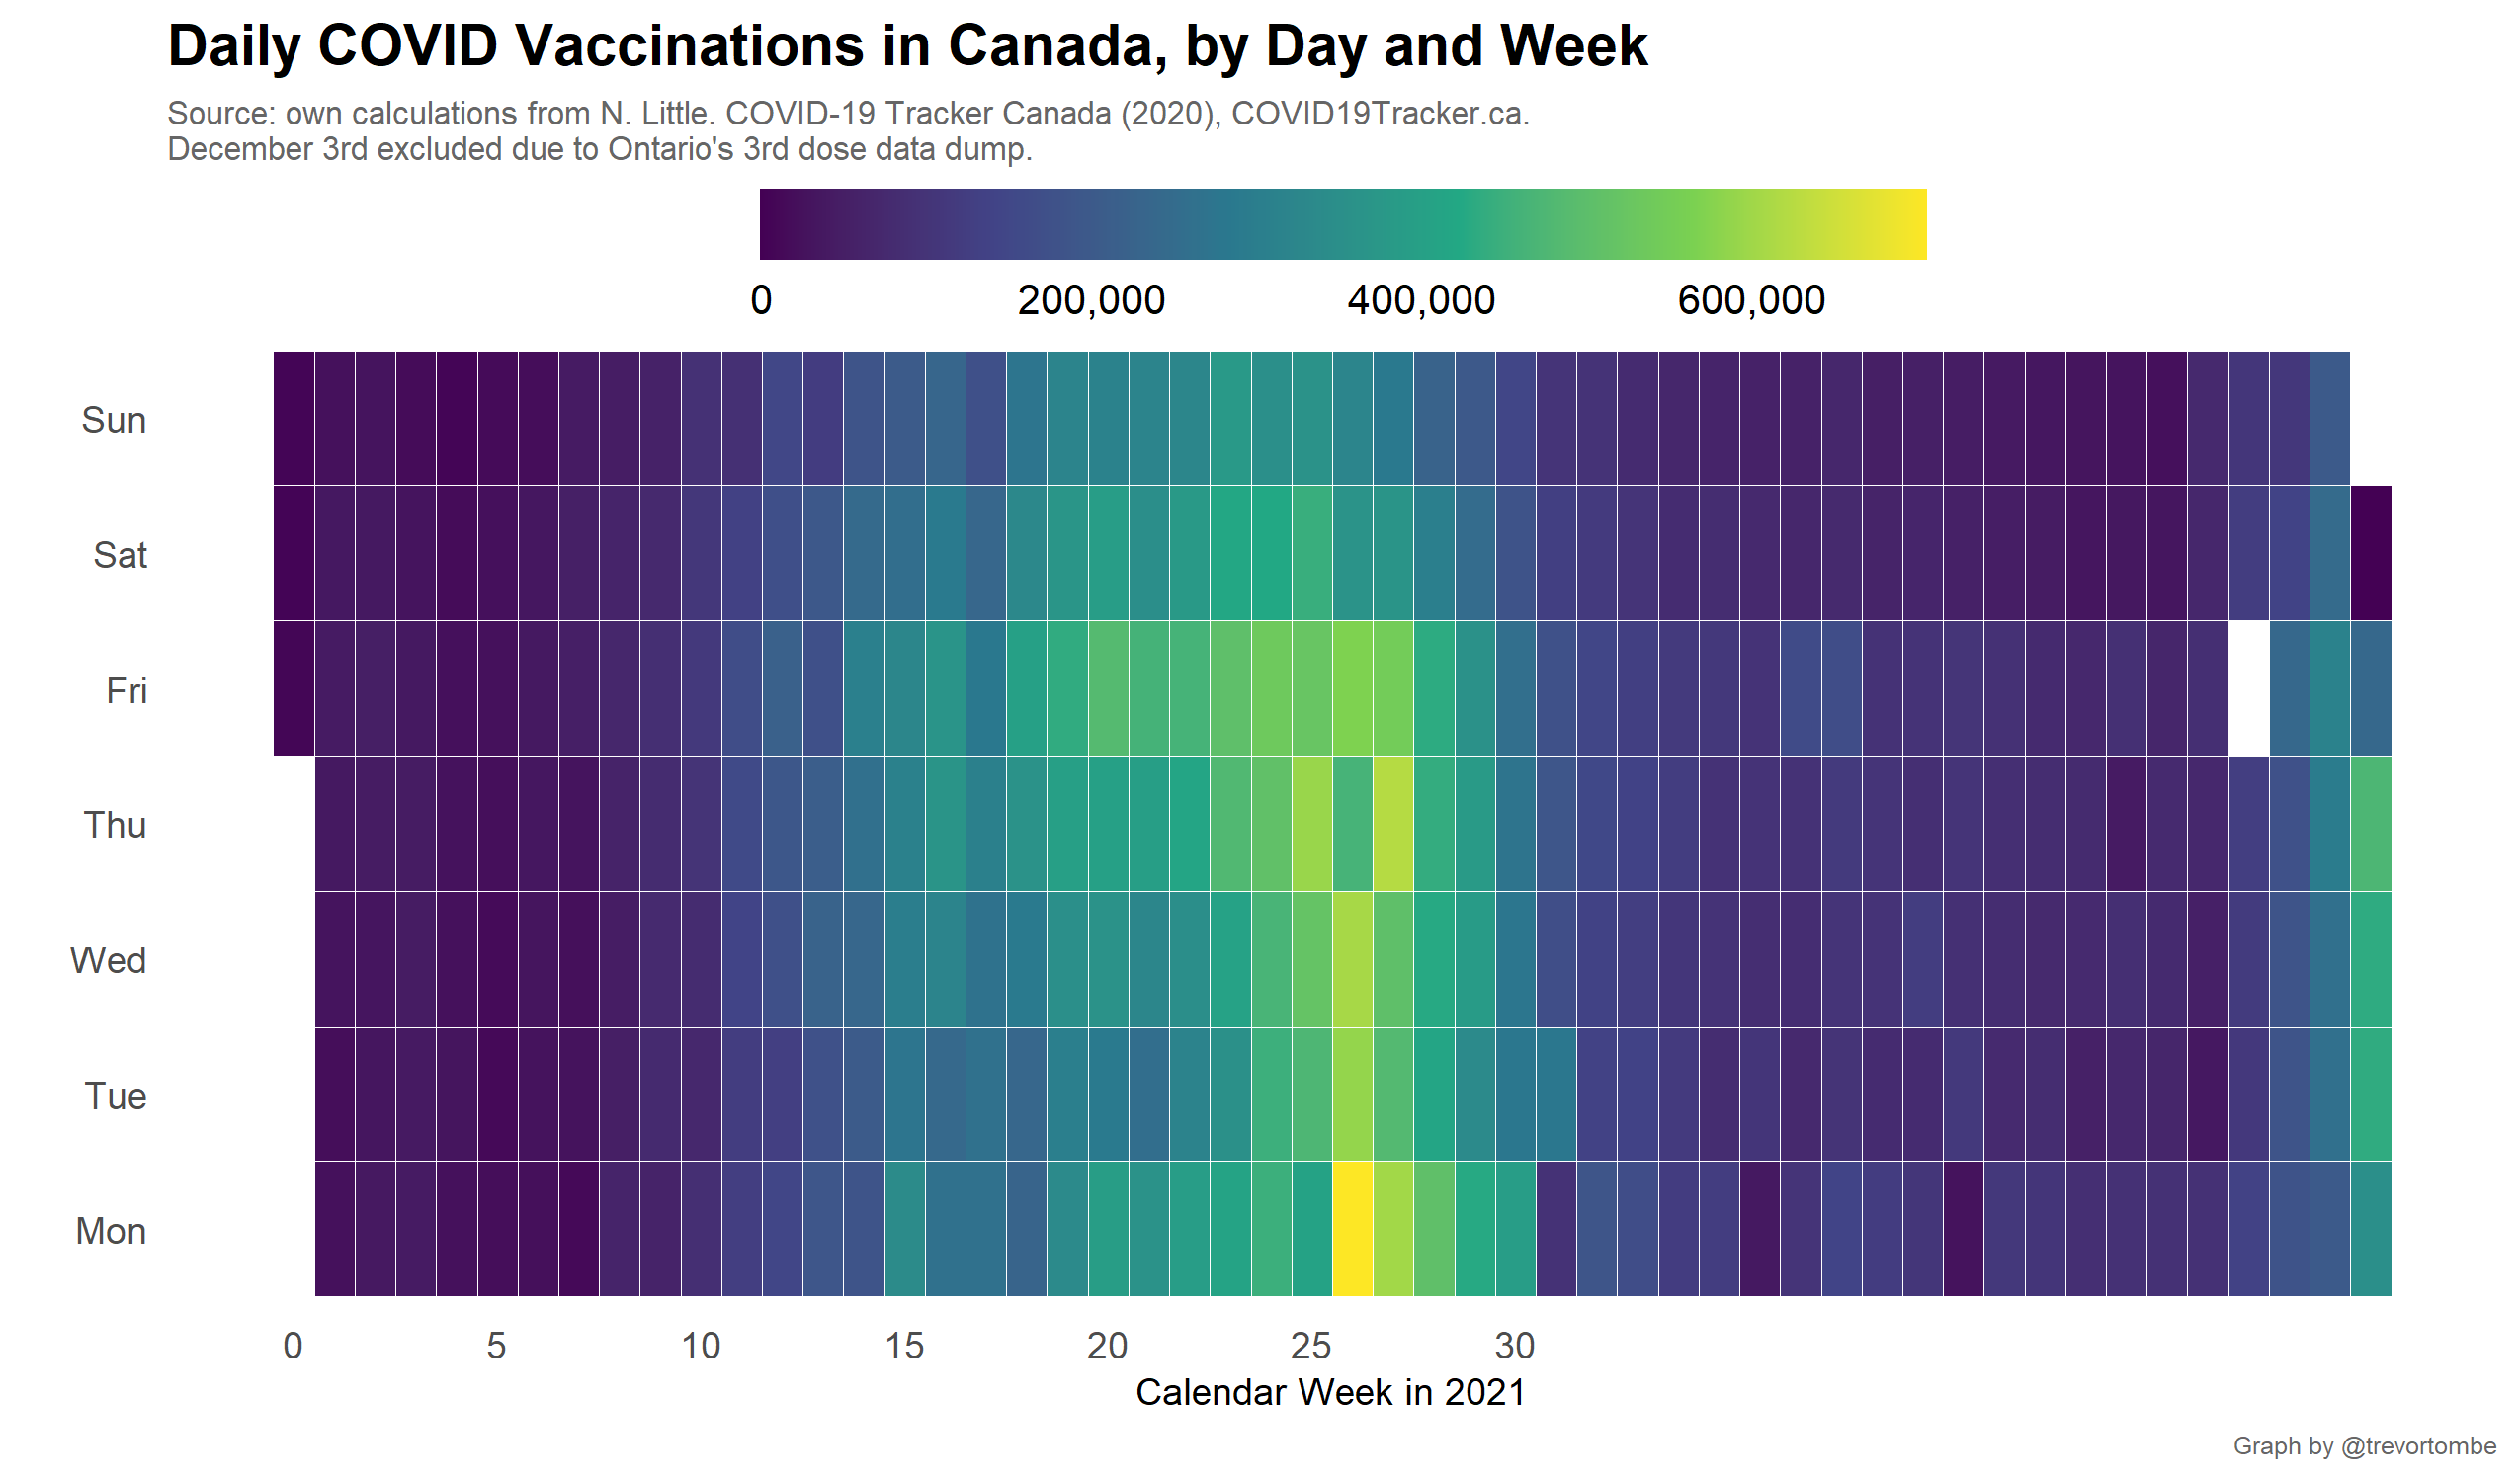 Daily COVID Vaccinations in Canada, by Day and Week
Source: own calculations from N. Little. COVID-19 Tracker Canada (2020), COVID19Tracker.ca.
December 3rd excluded due to Ontario's 3rd dose data dump.
0 200,000 400,000 600,000
Sun
Sat
Fri
Thu
Wed
Tue
Mon
0 5 10 15 20 25 30
Calendar Week in 2021
Graph by @trevortombe